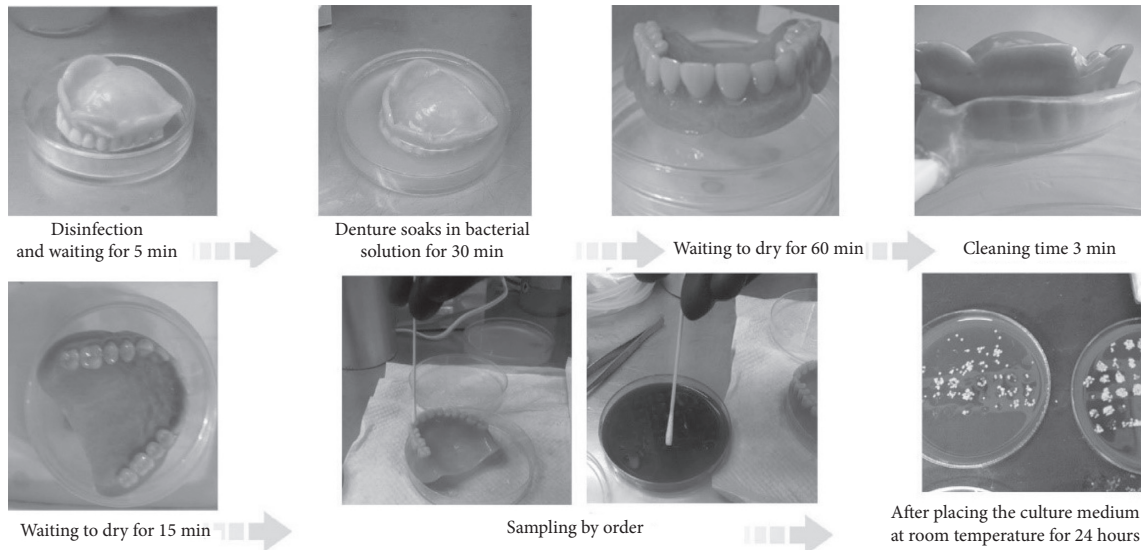 Disinfection
and waiting for 5 min
Denture soaks in bacterial
solution for 30 min
Waiting to dry for 60 min
Cleaning time 3 min
Waiting to dry for 15 min
Sampling by order
After placing the culture medium
at room temperature for 24 hours